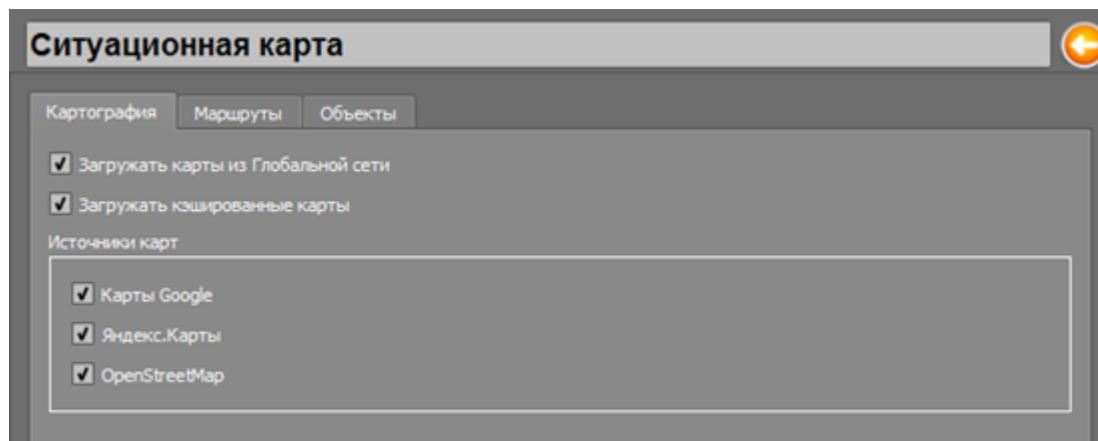 Ситуационная карта
Картография Маршруты Объекты
Загружать карты из Глобальной сети
Загружать кэшированные карты
Источники карт
Карты Google
Яндекс.Карты
OpenStreetMap